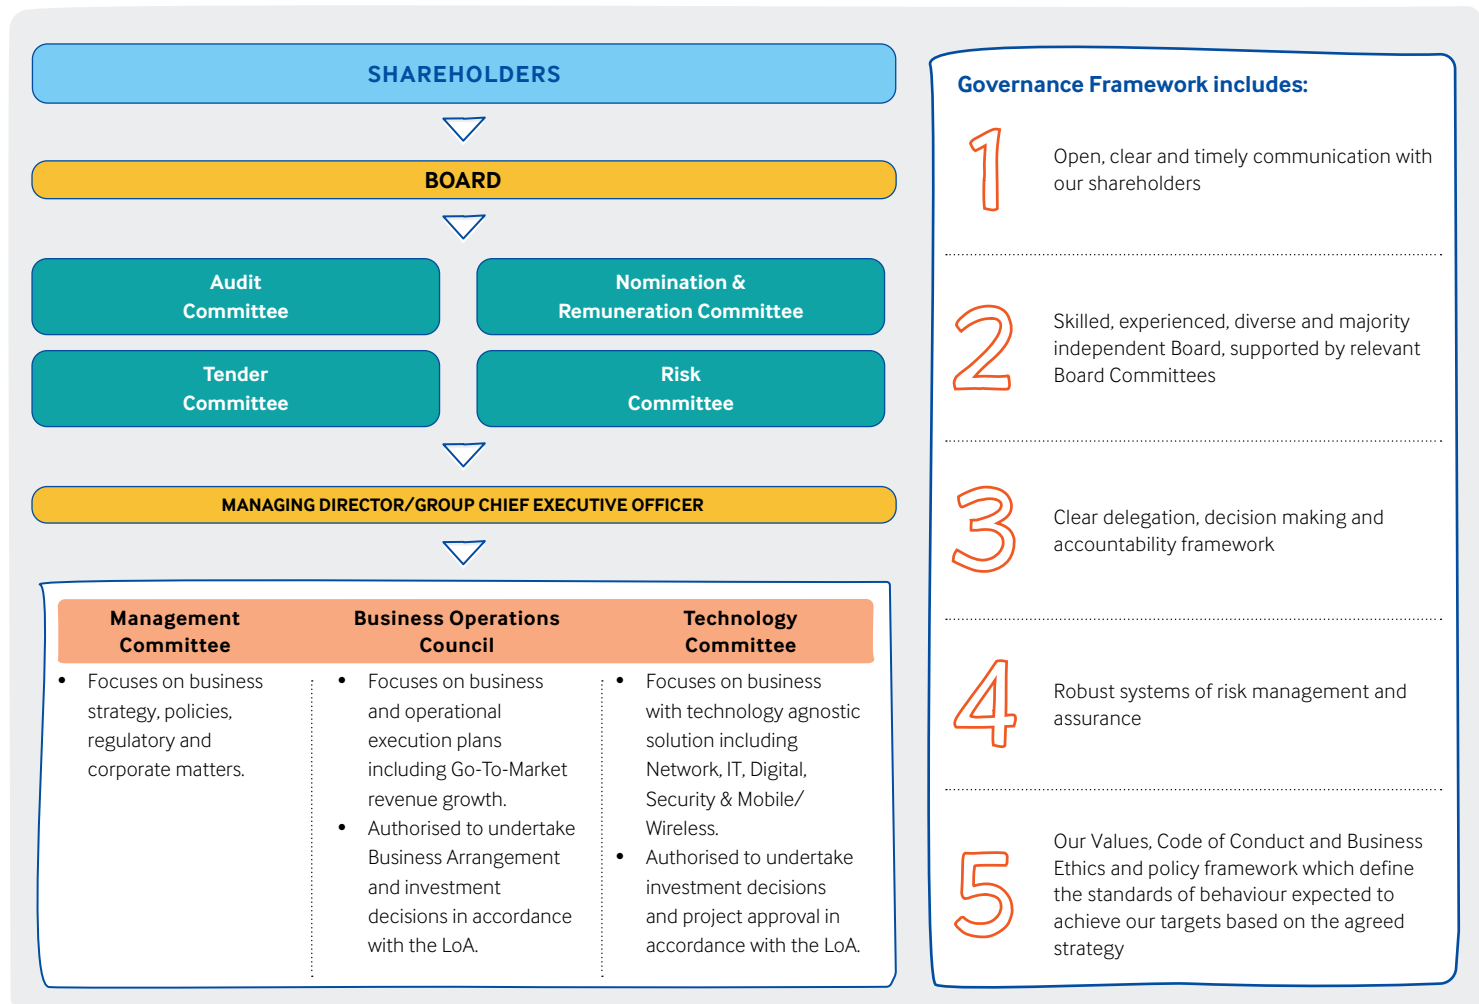 SHAREHOLDERS
BOARD
Audit
Committee
Nomination &
Remuneration Committee
Tender
Committee
Risk
Committee
MANAGING DIRECTOR/GROUP CHIEF EXECUTIVE OFFICER
Management
Committee
• Focuses on business
strategy, policies,
regulatory and
corporate matters.
Business Operations
Council
• Focuses on business
and operational
execution plans
including Go-To-Market
revenue growth.
• Authorised to undertake
Business Arrangement
and investment
decisions in accordance
with the LoA.
Technology
Committee
• Focuses on business
with technology agnostic
solution including
Network, IT, Digital,
Security & Mobile/
Wireless.
• Authorised to undertake
investment decisions
and project approval in
accordance with the LoA.
Governance Framework includes:
1
Open, clear and timely communication with
our shareholders
2
Skilled, experienced, diverse and majority
independent Board, supported by relevant
Board Committees
3
Clear delegation, decision making and
accountability framework
4
Robust systems of risk management and
assurance
5
Our Values, Code of Conduct and Business
Ethics and policy framework which define
the standards of behaviour expected to
achieve our targets based on the agreed
strategy